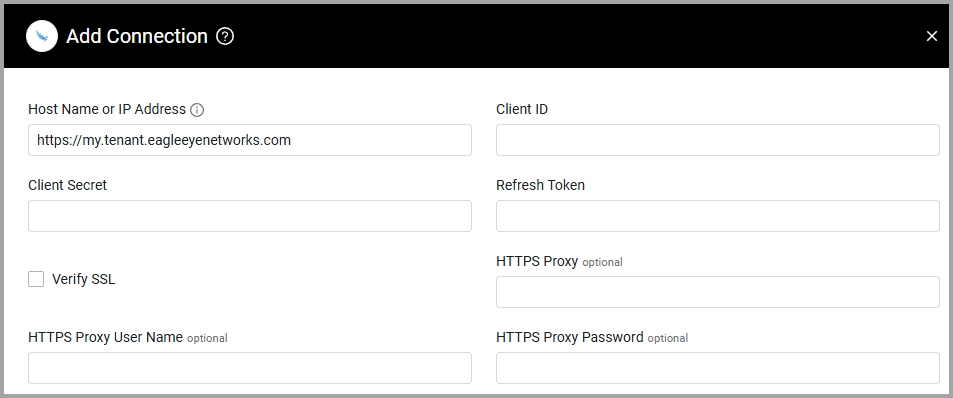 Add Connection ?
Host Name or IP Address
Client ID
https://my.tenant.eagleeyenetworks.com
Client Secret
Refresh Token
HTTPS Proxy optional
Verify SSL
HTTPS Proxy User Name optional
HTTPS Proxy Password optional